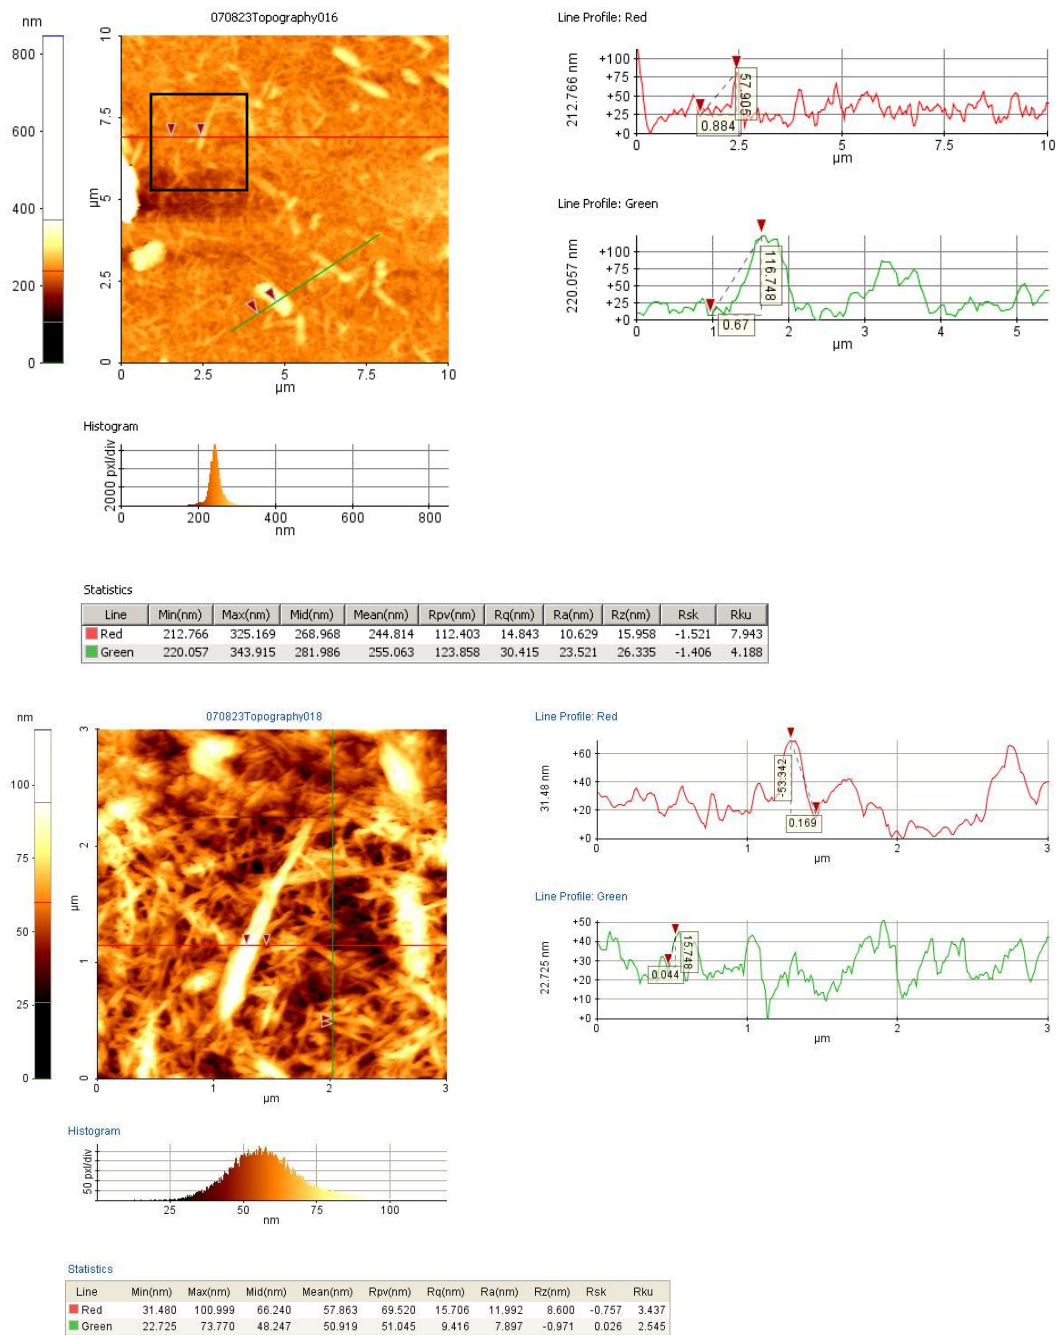 nm
070823Topography016
Line Profile: Red
800
600
400
200
0
10
7.5
5
2.5
0
µm
0 2.5 5 7.5 10
µm
212.766 nm
+100
+75
+50
+25
+0
57.905
0.884
0 2.5 5 7.5 10
µm
Line Profile: Green
220.057 nm
+100
+75
+50
+25
+0
116.748
0.67
0 1 2 3 4 5
µm
Histogram
2000 pxl/div
0 200 400 600 800
nm
Statistics
Line Min(nm) Max(nm) Mid(nm) Mean(nm) Rpv(nm) Rq(nm) Ra(nm) Rz(nm) Rsk Rku
Red 212.766 325.169 268.968 244.814 112.403 14.843 10.629 15.958 -1.521 7.943
Green 220.057 343.915 281.986 255.063 123.858 30.415 23.521 26.335 -1.406 4.188
nm
070823Topography018
Line Profile: Red
100
75
50
25
0
3
2
1
0
µm
0 1 2 3
µm
31.48 nm
+60
+40
+20
+0
-53.342
0.169
0 1 2 3
µm
Line Profile: Green
22.725 nm
+50
+40
+30
+20
+10
+0
15.748
0.044
0 1 2 3
µm
Histogram
50 pxl/div
25 50 75 100
nm
Statistics
Line Min(nm) Max(nm) Mid(nm) Mean(nm) Rpv(nm) Rq(nm) Ra(nm) Rz(nm) Rsk Rku
Red 31.480 100.999 66.240 57.863 69.520 15.706 11.992 8.600 -0.757 3.437
Green 22.725 73.770 48.247 50.919 51.045 9.416 7.897 -0.971 0.026 2.545